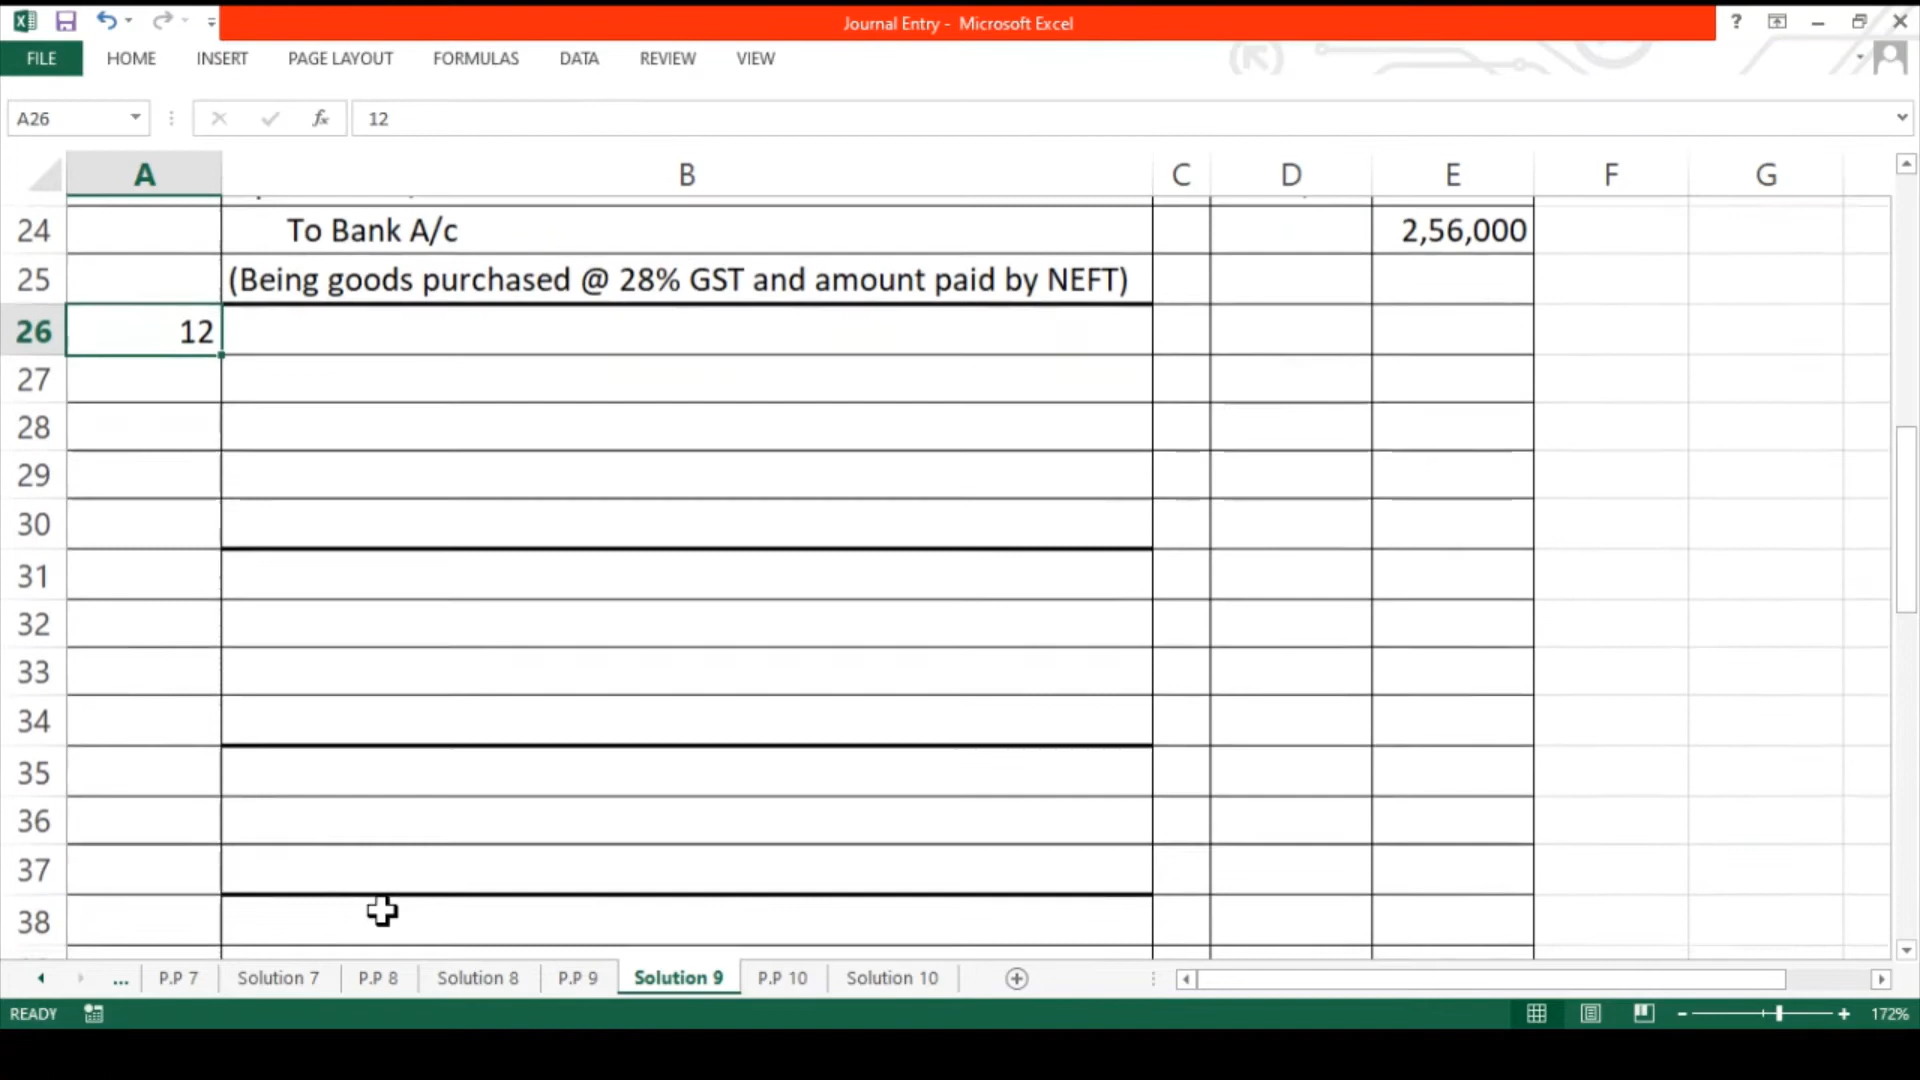 Journal Entry - Microsoft Excel
FILE HOME INSERT PAGE LAYOUT FORMULAS DATA REVIEW VIEW
A26 fx 12
A B C D E F G
24 To Bank A/c 2,56,000
25 (Being goods purchased @ 28% GST and amount paid by NEFT)
26 12
27
28
29
30
31
32
33
34
35
36
37
38
... P.P 7 Solution 7 P.P 8 Solution 8 P.P 9 Solution 9 P.P 10 Solution 10
READY 172%